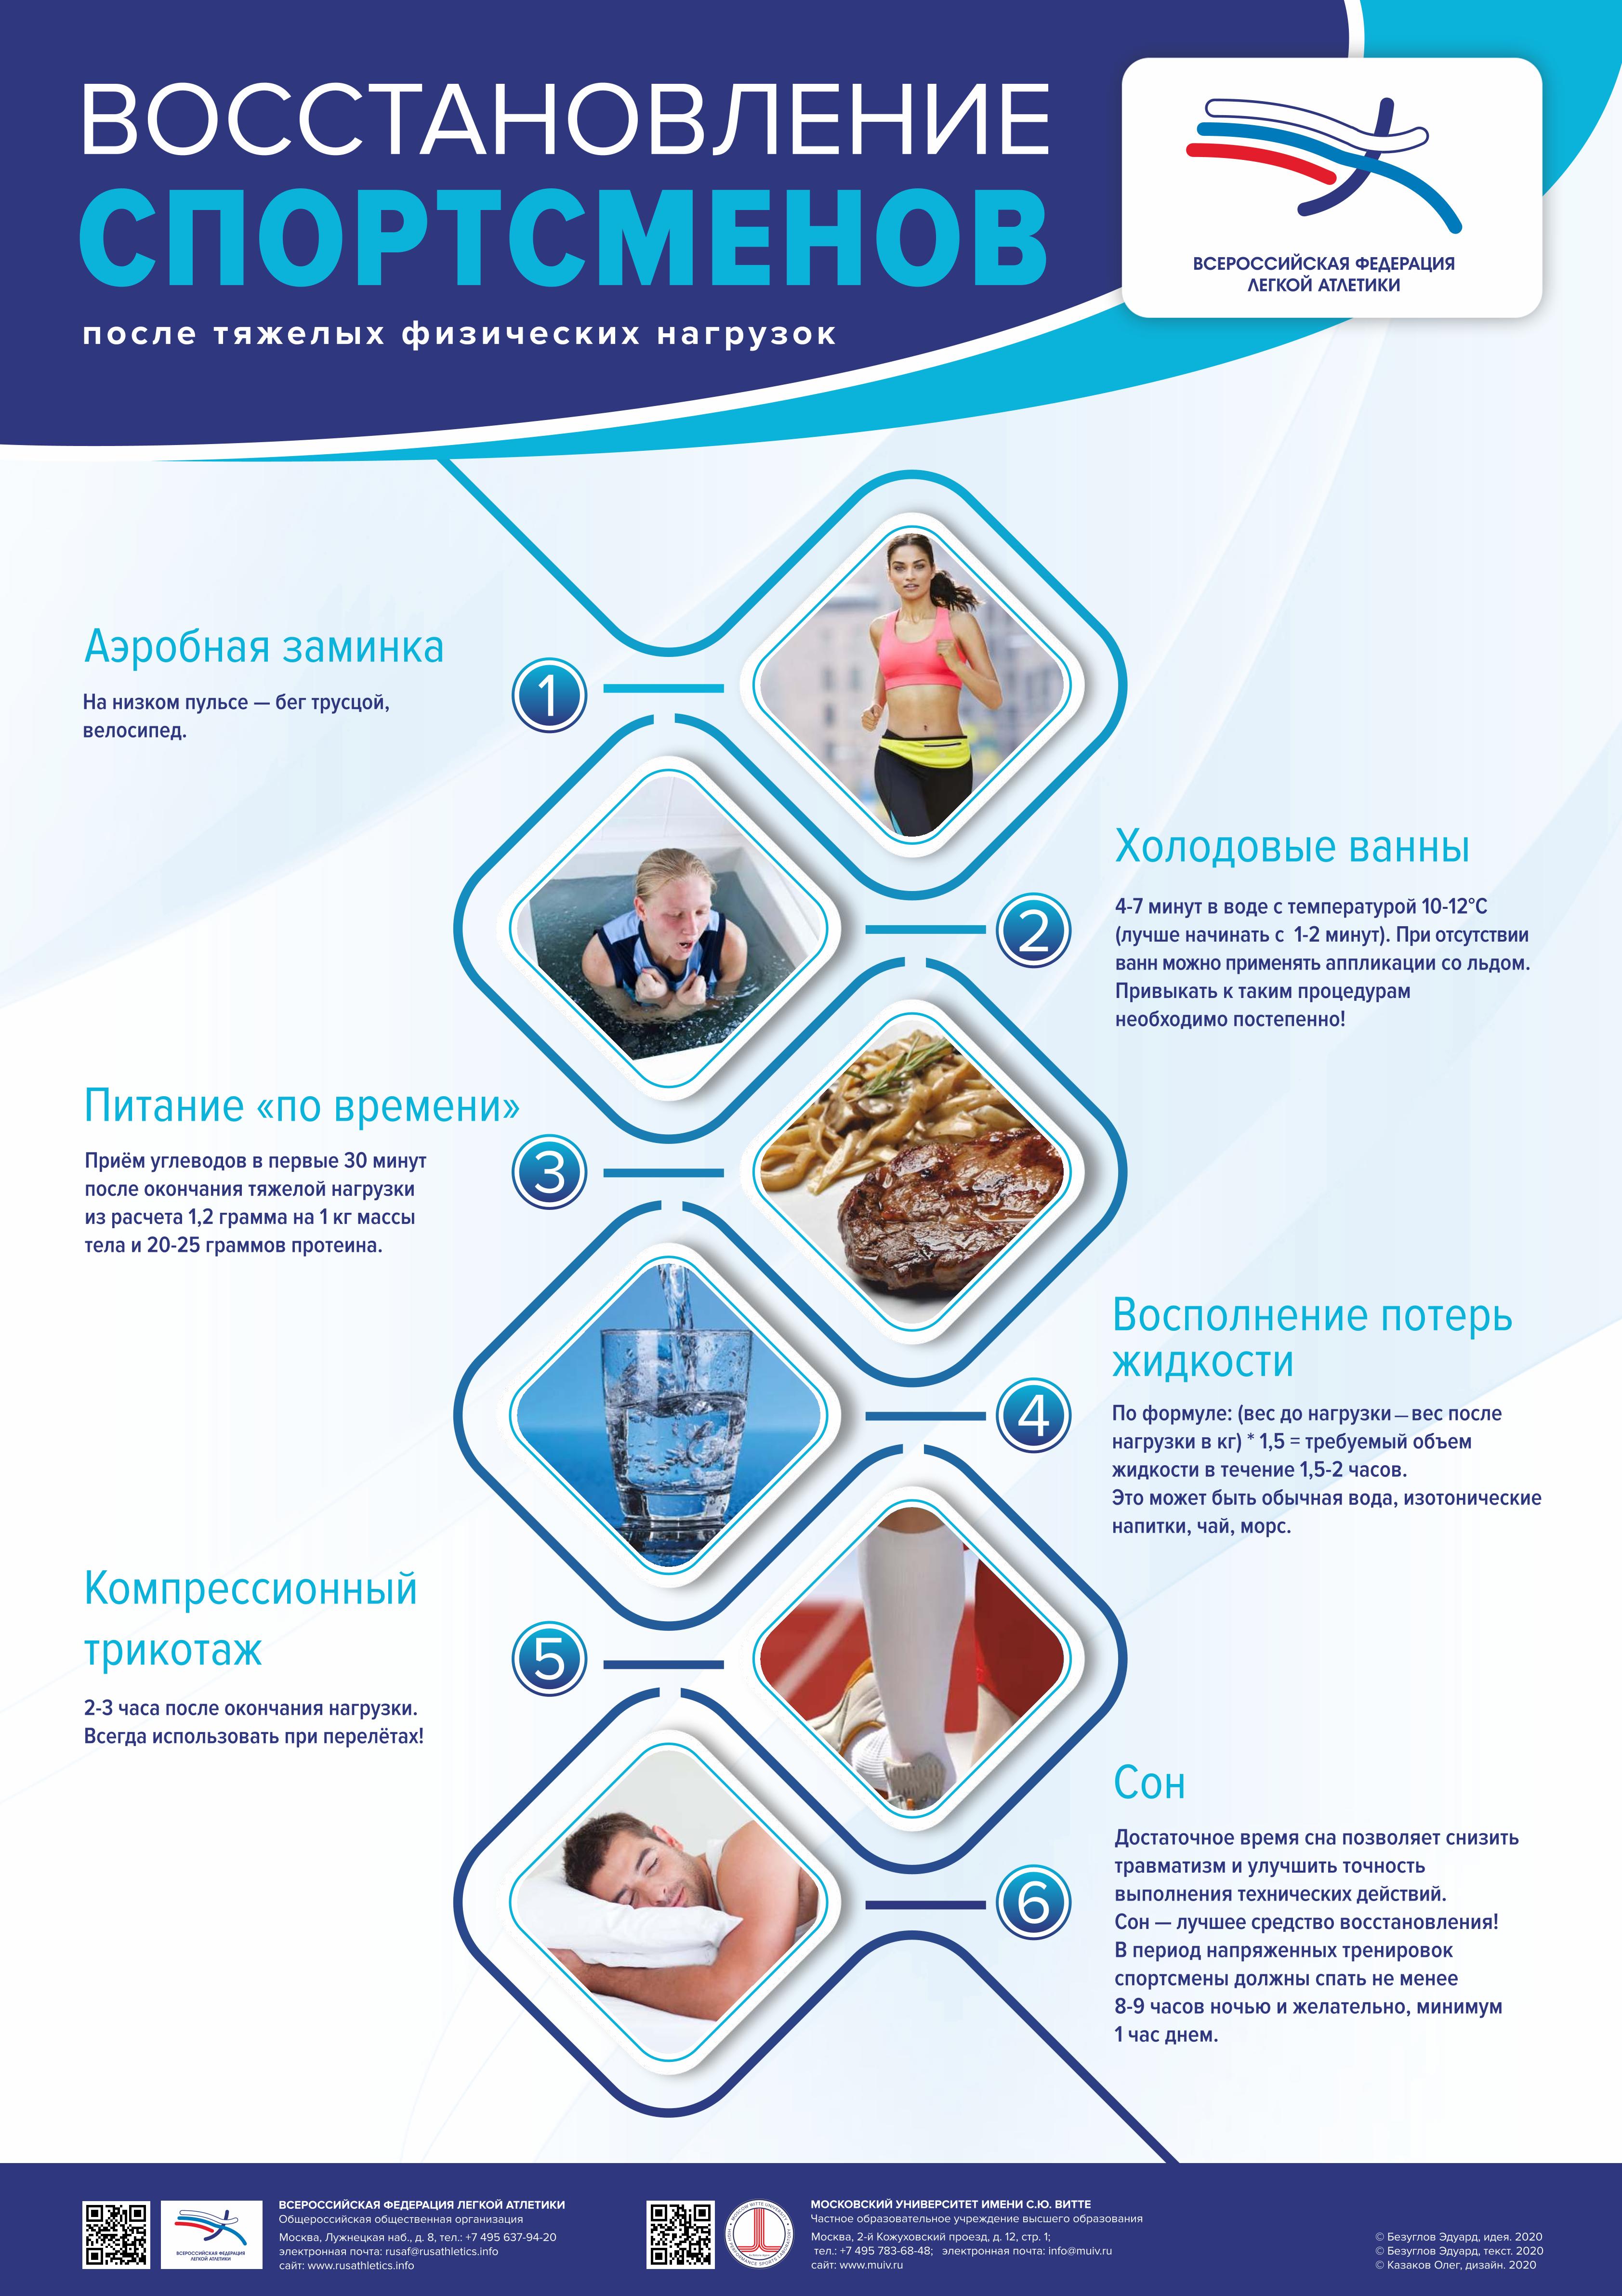 ВОССТАНОВЛЕНИЕ
СПОРТСМЕНОВ
после тяжелых физических нагрузок
ВСЕРОССИЙСКАЯ ФЕДЕРАЦИЯ
ЛЕГКОЙ АТЛЕТИКИ
Аэробная заминка
На низком пульсе — бег трусцой,
велосипед.
1
Холодовые ванны
4-7 минут в воде с температурой 10-12°С
(лучше начинать с 1-2 минут). При отсутствии
ванн можно применять аппликации со льдом.
Привыкать к таким процедурам
необходимо постепенно!
2
Питание «по времени»
Приём углеводов в первые 30 минут
после окончания тяжелой нагрузки
из расчета 1,2 грамма на 1 кг массы
тела и 20-25 граммов протеина.
3
Восполнение потерь
жидкости
По формуле: (вес до нагрузки — вес после
нагрузки в кг) * 1,5 = требуемый объем
жидкости в течение 1,5-2 часов.
Это может быть обычная вода, изотонические
напитки, чай, морс.
4
Компрессионный
трикотаж
2-3 часа после окончания нагрузки.
Всегда использовать при перелётах!
5
Сон
Достаточное время сна позволяет снизить
травматизм и улучшить точность
выполнения технических действий.
Сон — лучшее средство восстановления!
В период напряженных тренировок
спортсмены должны спать не менее
8-9 часов ночью и желательно, минимум
1 час днем.
6
ВСЕРОССИЙСКАЯ ФЕДЕРАЦИЯ
ЛЕГКОЙ АТЛЕТИКИ
ВСЕРОССИЙСКАЯ ФЕДЕРАЦИЯ ЛЕГКОЙ АТЛЕТИКИ
Общероссийская общественная организация
Москва, Лужнецкая наб., д. 8, тел.: +7 495 637-94-20
электронная почта: rusaf@rusathletics.info
сайт: www.rusathletics.info
MOSCOW WITTE UNIVERSITY
HIGH PERFORMANCE SPORTS LABORATORY
МОСКОВСКИЙ УНИВЕРСИТЕТ ИМЕНИ С.Ю. ВИТТЕ
Частное образовательное учреждение высшего образования
Москва, 2-й Кожуховский проезд, д. 12, стр. 1;
тел.: +7 495 783-68-48; электронная почта: info@muiv.ru
сайт: www.muiv.ru
© Безуглов Эдуард, идея. 2020
© Безуглов Эдуард, текст. 2020
© Казаков Олег, дизайн. 2020